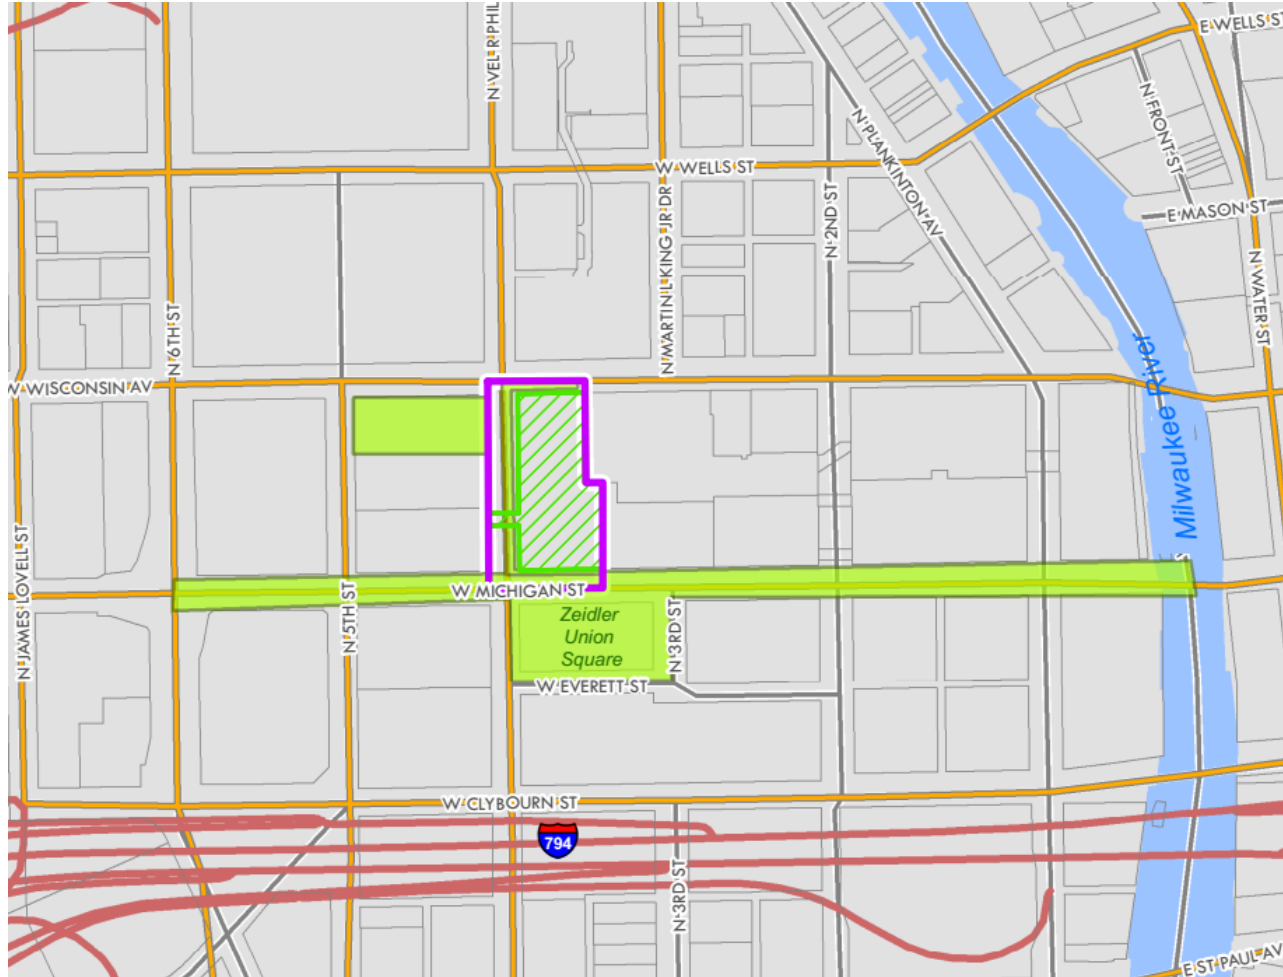 E WELLS ST
N VEL R PHIL
N FRONT ST
N PLANKINTON AV
W WELLS ST
N MARTIN L KING JR DR
N 2ND ST
E MASON ST
N WATER ST
N 6TH ST
W WISCONSIN AV
Milwaukee River
N JAMES LOVELL ST
N 5TH ST
W MICHIGAN ST
Zeidler
Union
Square
N 3RD ST
W EVERETT ST
W CLYBOURN ST
794
N 3RD ST
E ST PAUL AV